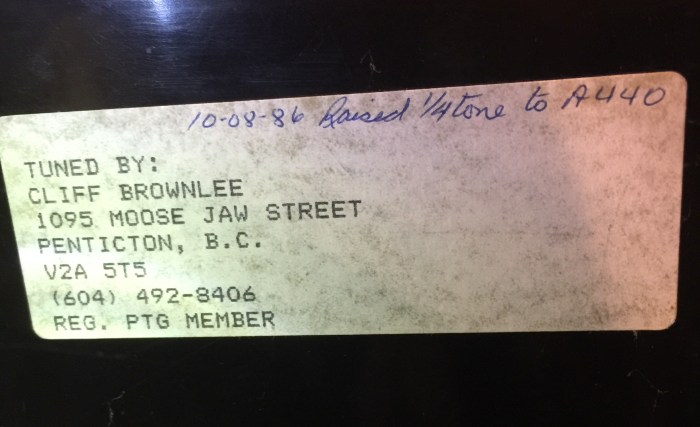 10-08-86 Raised 1/4 tone to A440
TUNED BY:
CLIFF BROWNLEE
1095 MOOSE JAW STREET
PENTICTON, B.C.
V2A 5T5
(604) 492-8406
REG. PTG MEMBER